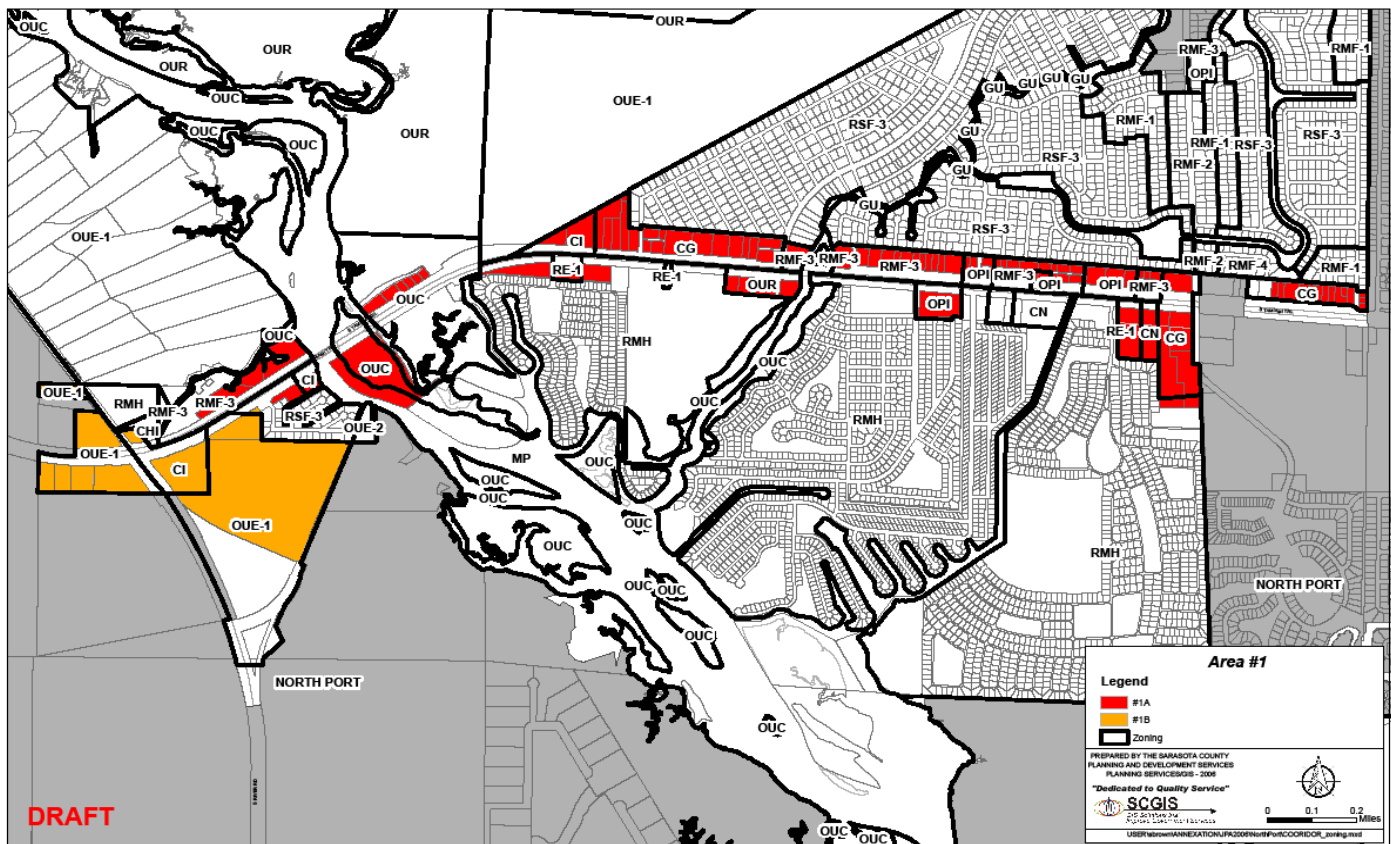 OUC
OUR
OUR
OUR
OUC
OUC
OUC
OUR
OUE-1
OUE-1
RSF-3
GU
GU
GU
GU
GU
GU
GU
RSF-3
RSF-3
RMF-1
RMF-3
OPI
RMF-1
RMF-1
RMF-2
RSF-3
RSF-3
RMF-1
CI
CG
RMF-3
RMF-3
RMF-3
OPI
RMF-3
OPI
OPI
RMF-3
RMF-2
RMF-4
RMF-1
CG
RE-1
RE-1
OUR
OPI
CN
RE-1
CN
CG
OUC
OUC
OUC
CI
RMF-3
RSF-3
OUE-2
OUE-1
RMH
RMF-3
CHI
OUE-1
CI
OUE-1
RMH
OUC
OUC
RMH
RMH
MP
OUC
OUC
OUC
OUC
OUC
OUC
OUC
OUC
OUC
OUC
OUC
NORTH PORT
NORTH PORT
DRAFT
Area #1
Legend
#1A
#1B
Zoning
PREPARED BY THE SARASOTA COUNTY
PLANNING AND DEVELOPMENT SERVICES
PLANNING SERVICES/GIS - 2006
"Dedicated to Quality Service"
SCGIS
0 0.1 0.2
Miles